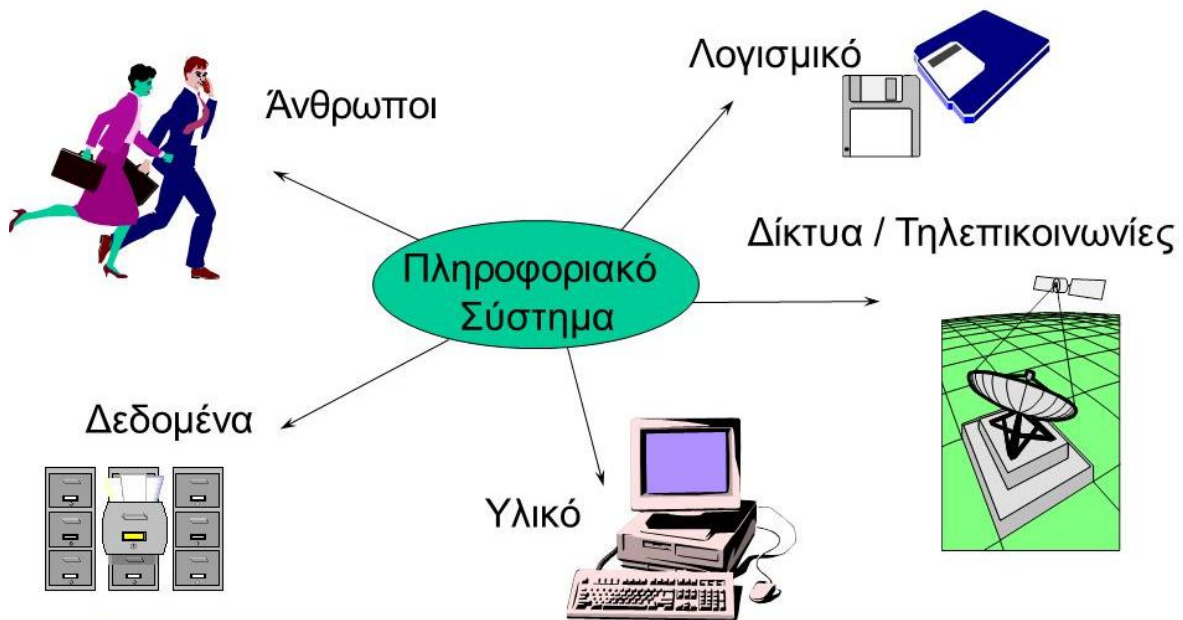 Λογισμικό
Άνθρωποι
Δίκτυα / Τηλεπικοινωνίες
Πληροφοριακό
Σύστημα
Δεδομένα
Υλικό